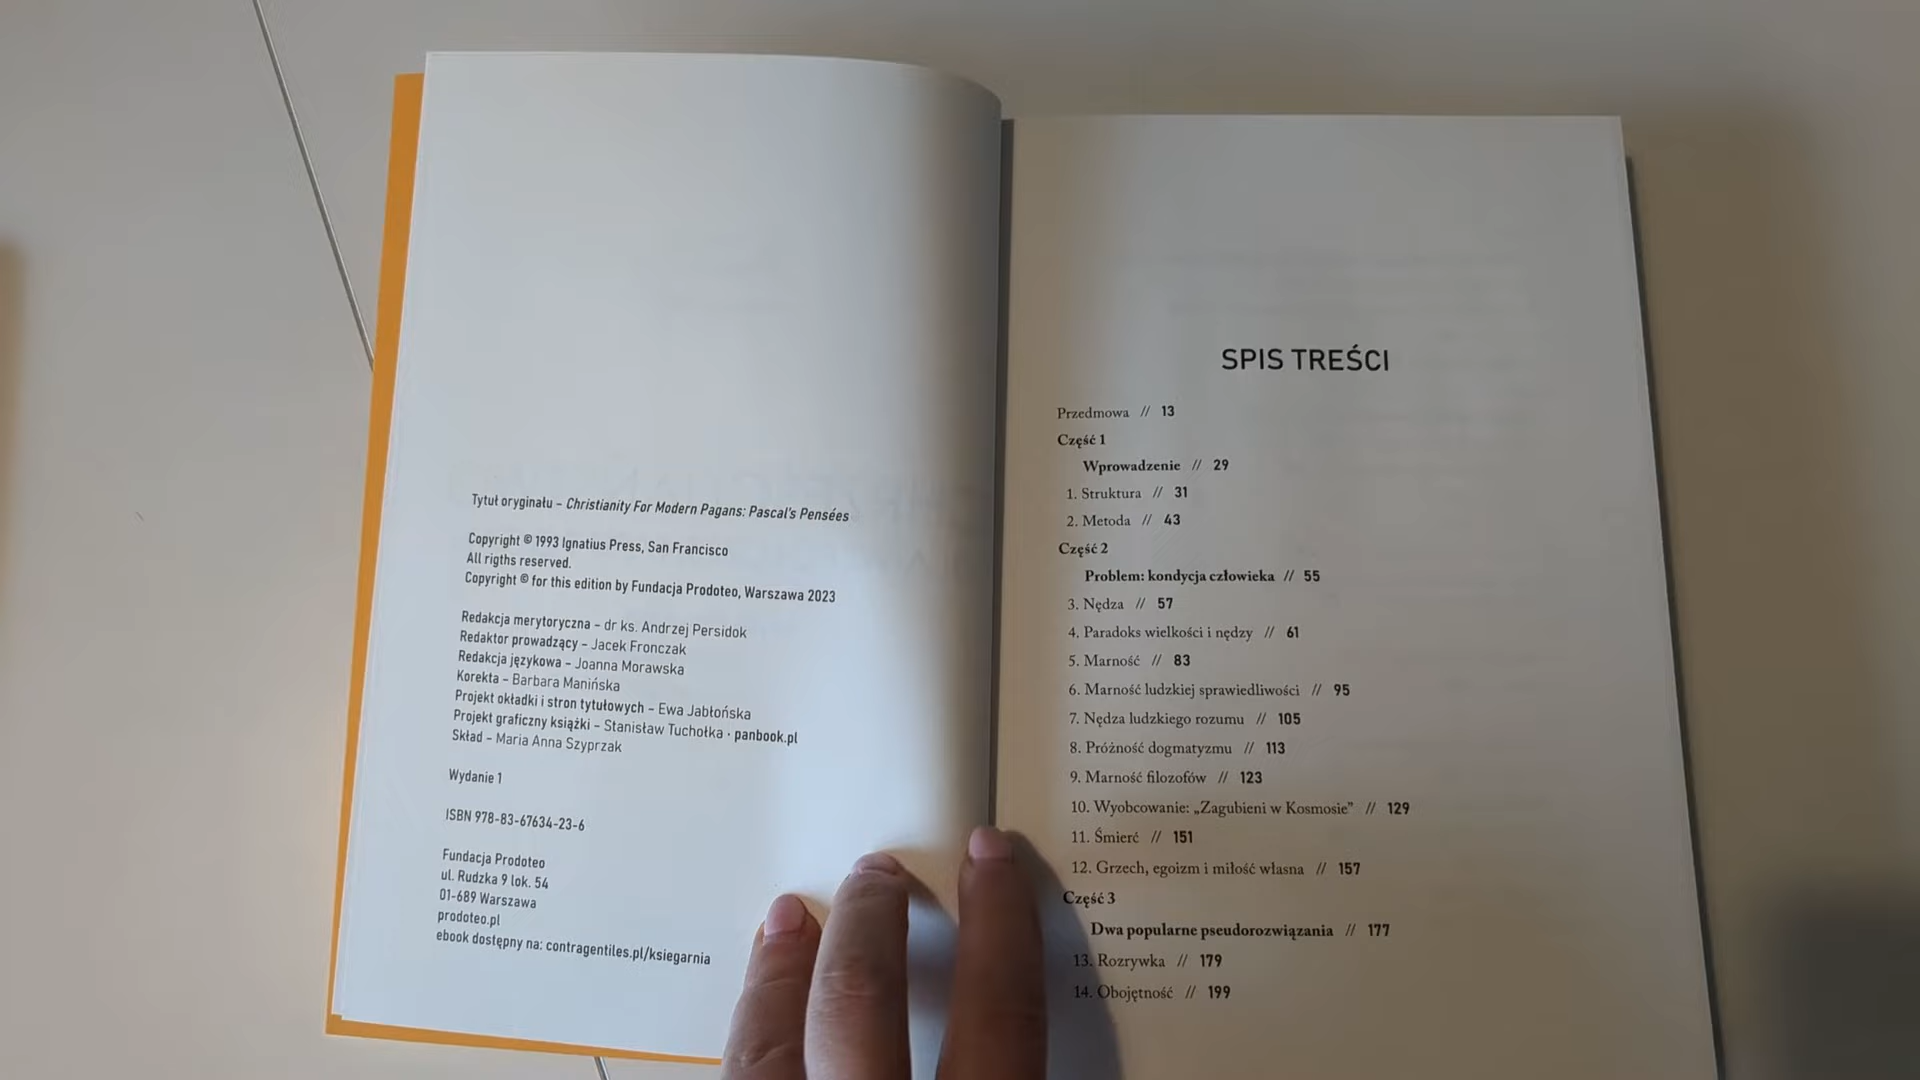 Tytuł oryginału – Christianity For Modern Pagans: Pascal's Pensées
Copyright © 1993 Ignatius Press, San Francisco
All rigths reserved.
Copyright © for this edition by Fundacja Prodoteo, Warszawa 2023
Redakcja merytoryczna – dr ks. Andrzej Persidok
Redaktor prowadzący – Jacek Fronczak
Redakcja językowa – Joanna Morawska
Korekta – Barbara Manińska
Projekt okładki i stron tytułowych – Ewa Jabłońska
Projekt graficzny książki – Stanisław Tuchołka · panbook.pl
Skład – Maria Anna Szyprzak
Wydanie 1
ISBN 978-83-67634-23-6
Fundacja Prodoteo
ul. Rudzka 9 lok. 54
01-689 Warszawa
prodoteo.pl
ebook dostępny na: contragentiles.pl/ksiegarnia
SPIS TREŚCI
Przedmowa // 13
Część 1
Wprowadzenie // 29
1. Struktura // 31
2. Metoda // 43
Część 2
Problem: kondycja człowieka // 55
3. Nędza // 57
4. Paradoks wielkości i nędzy // 61
5. Marność // 83
6. Marność ludzkiej sprawiedliwości // 95
7. Nędza ludzkiego rozumu // 105
8. Próżność dogmatyzmu // 113
9. Marność filozofów // 123
10. Wyobcowanie: „Zagubieni w Kosmosie” // 129
11. Śmierć // 151
12. Grzech, egoizm i miłość własna // 157
Część 3
Dwa popularne pseudorozwiązania // 177
13. Rozrywka // 179
14. Obojętność // 199